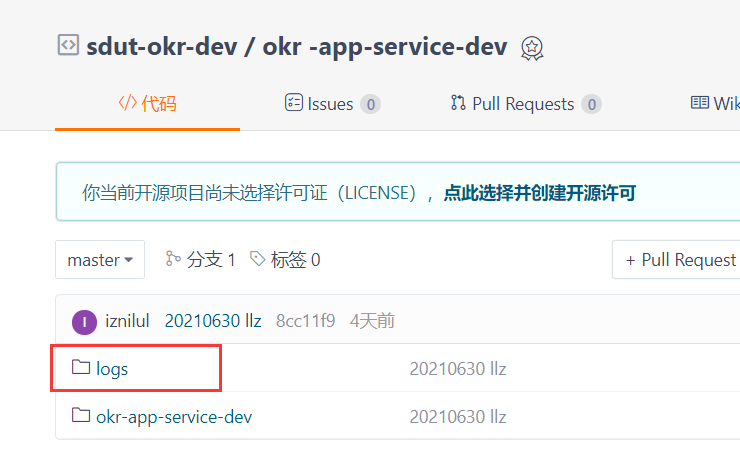 sdut-okr-dev / okr -app-service-dev
代码 Issues 0 Pull Requests 0 Wik
你当前开源项目尚未选择许可证（LICENSE），点此选择并创建开源许可
master 分支 1 标签 0 + Pull Request
I iznilul 20210630 llz 8cc11f9 4天前
logs 20210630 llz
okr-app-service-dev 20210630 llz